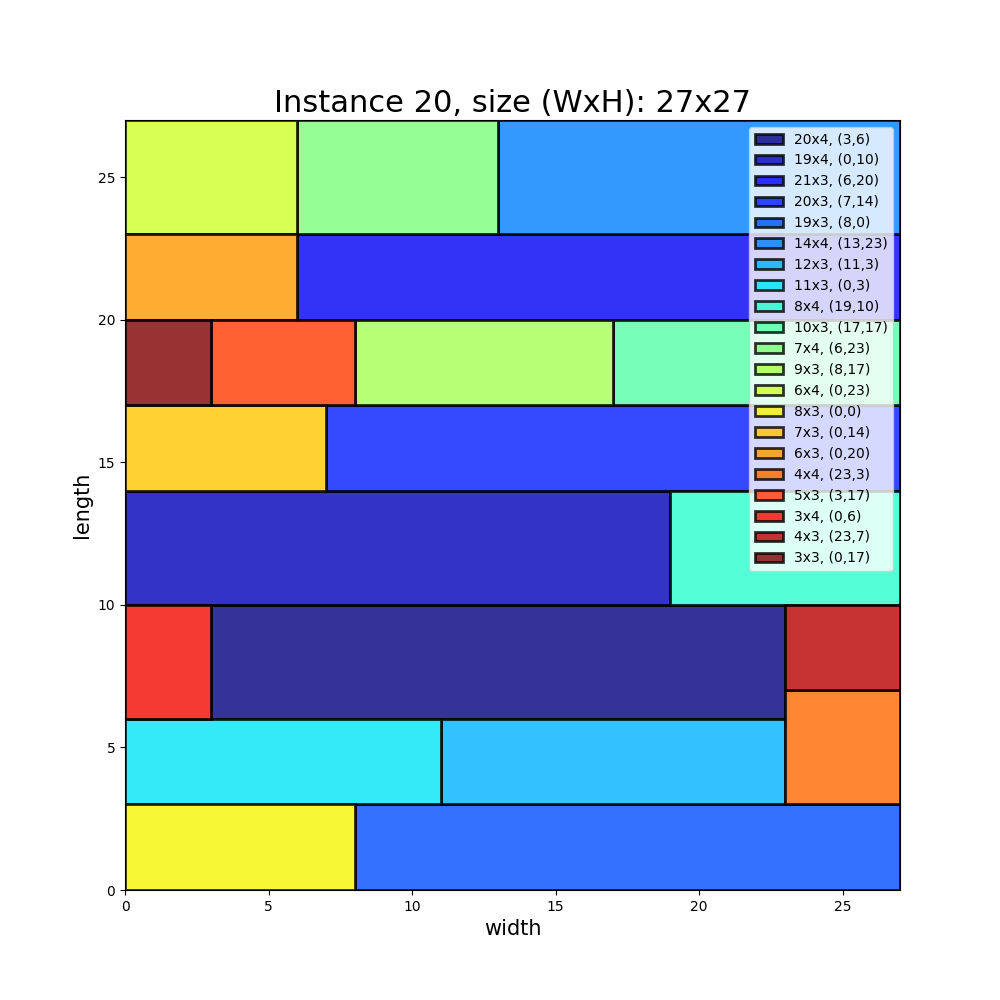 Instance 20, size (WxH): 27x27
20x4, (3,6)
19x4, (0,10)
21x3, (6,20)
20x3, (7,14)
19x3, (8,0)
14x4, (13,23)
12x3, (11,3)
11x3, (0,3)
8x4, (19,10)
10x3, (17,17)
7x4, (6,23)
9x3, (8,17)
6x4, (0,23)
8x3, (0,0)
7x3, (0,14)
6x3, (0,20)
4x4, (23,3)
5x3, (3,17)
3x4, (0,6)
4x3, (23,7)
3x3, (0,17)
length
25
20
15
10
5
0
0 5 10 15 20 25
width